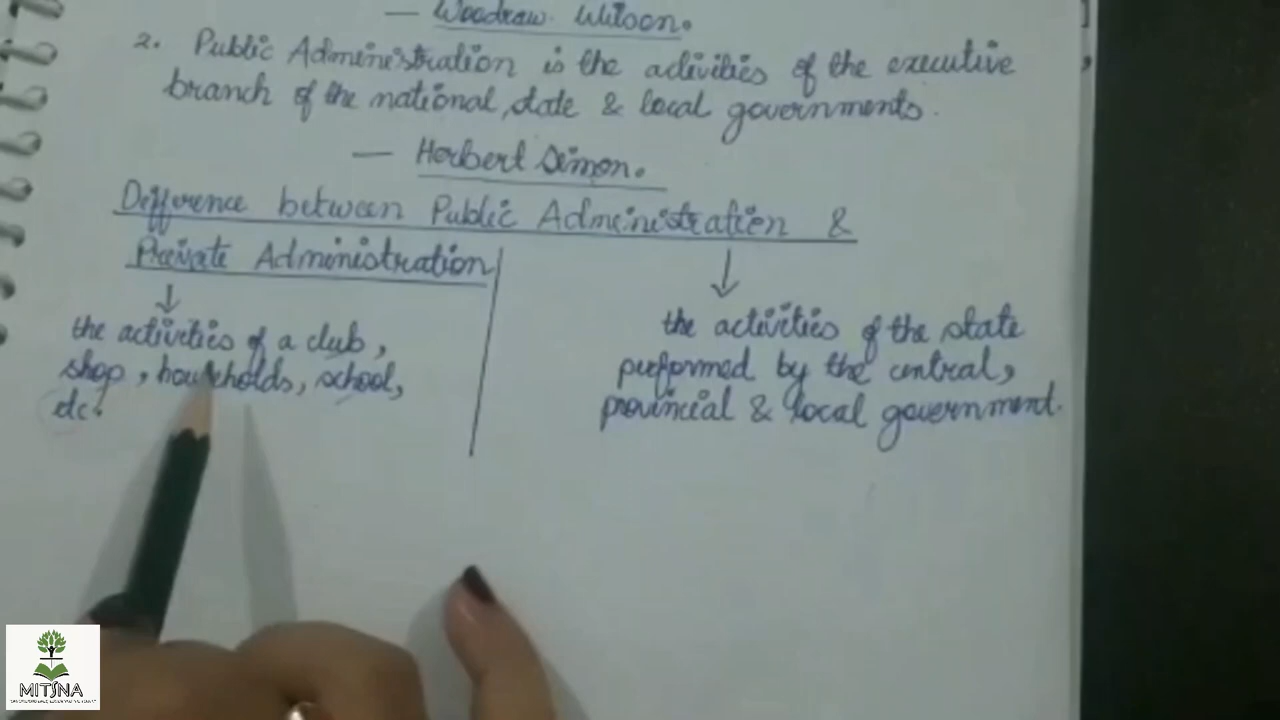 — Woodraw Wilson.
2. Public Administration is the activities of the executive
branch of the national, state & local governments.
— Herbert Simon.
Difference between Public Administration &
Private Administration
↓
the activities of a club,
shop, households, school,
etc.
↓
the activities of the state
preformed by the central,
provincial & local government.
MITSNA